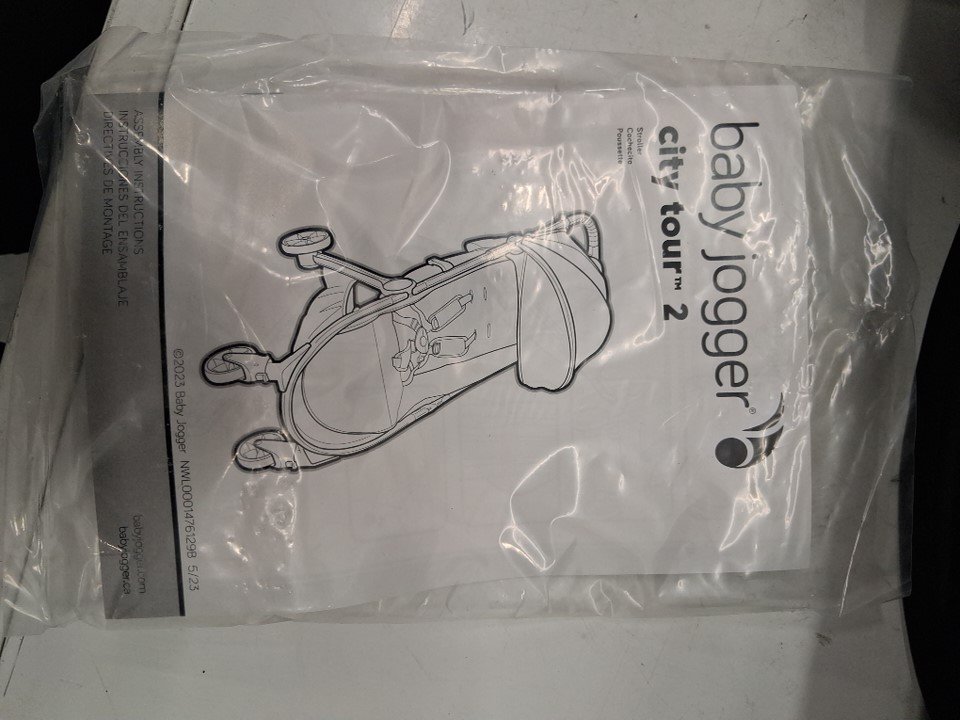 baby jogger®
city tour™ 2
Stroller
Cochecito
Poussette
©2023 Baby Jogger NWL0001476129B 5/23
ASSEMBLY INSTRUCTIONS
INSTRUCCIONES DEL ENSAMBLAJE
DIRECTIVES DE MONTAGE
babyjogger.com
babyjogger.ca